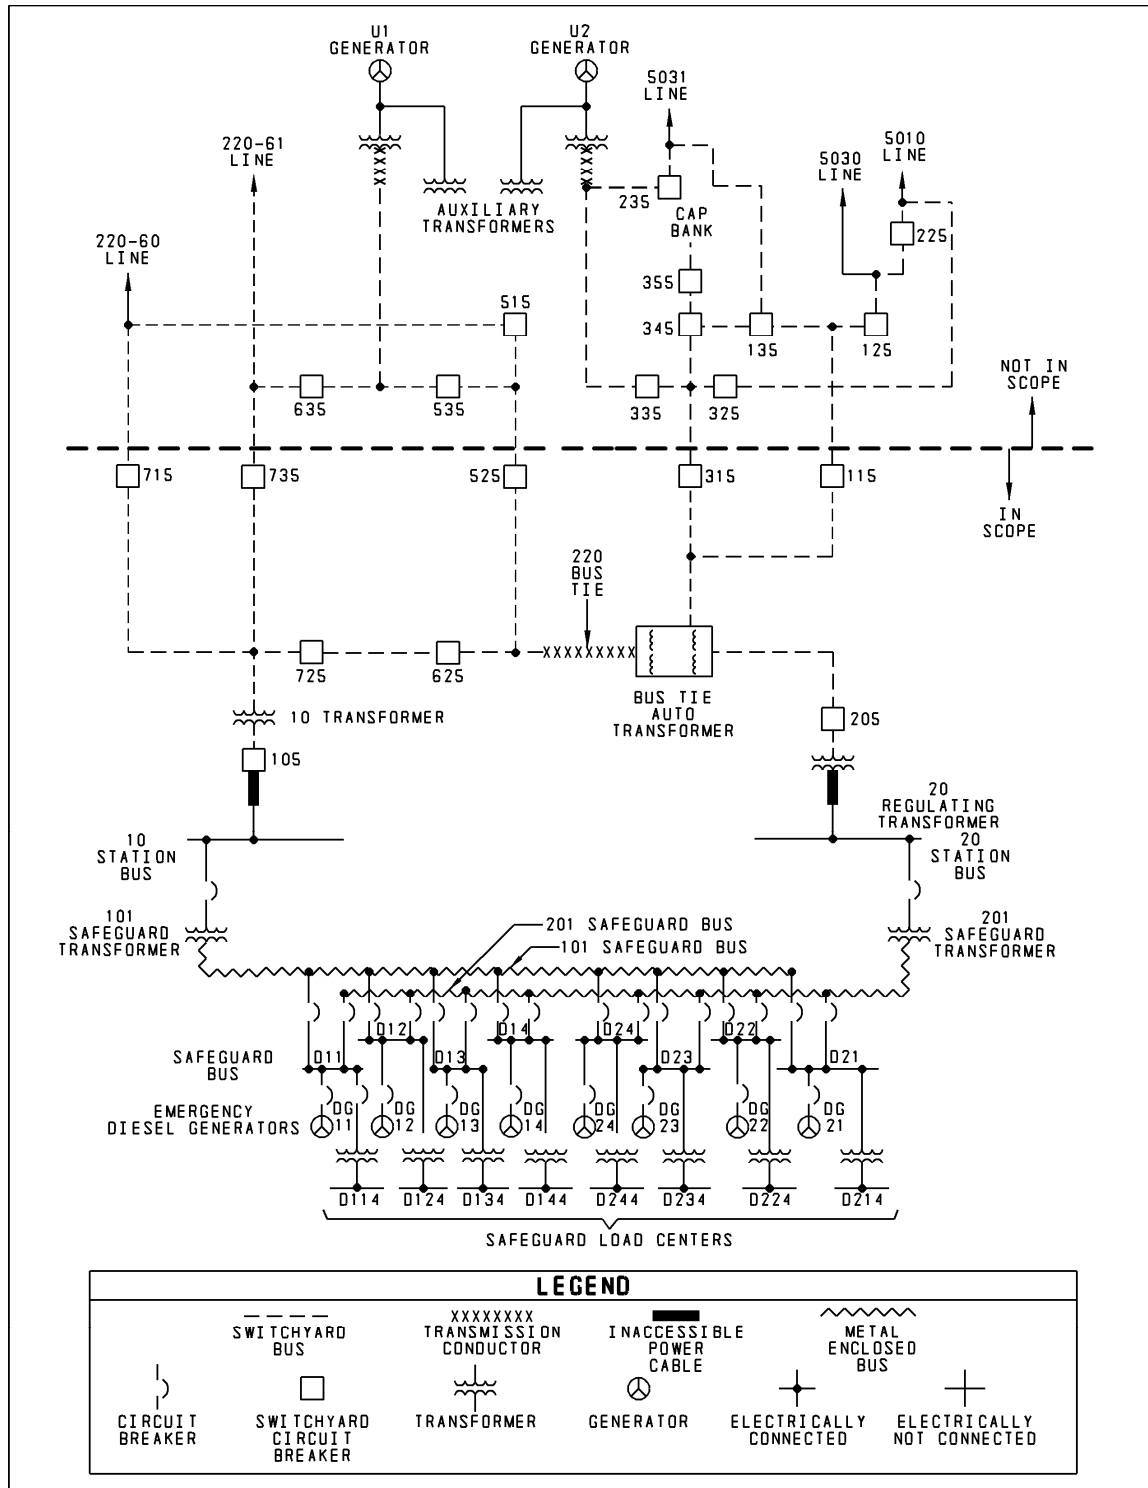 U1
GENERATOR
U2
GENERATOR
5031
LINE
220-61
LINE
5010
LINE
5030
LINE
AUXILIARY
TRANSFORMERS
235
CAP
BANK
225
220-60
LINE
355
515
345
135
125
NOT IN
SCOPE
635
535
335
325
715
735
525
315
115
IN
SCOPE
220
BUS
TIE
725
625
BUS TIE
AUTO
TRANSFORMER
10 TRANSFORMER
205
105
20
REGULATING
TRANSFORMER
10
STATION
BUS
20
STATION
BUS
101
SAFEGUARD
TRANSFORMER
201 SAFEGUARD BUS
101 SAFEGUARD BUS
201
SAFEGUARD
TRANSFORMER
D12
D14
D24
D22
SAFEGUARD
BUS
D11
D13
D23
D21
EMERGENCY
DIESEL GENERATORS
DG
11
DG
12
DG
13
DG
14
DG
24
DG
23
DG
22
DG
21
D114
D124
D134
D144
D244
D234
D224
D214
SAFEGUARD LOAD CENTERS
LEGEND
SWITCHYARD
BUS
XXXXXXXX
TRANSMISSION
CONDUCTOR
INACCESSIBLE
POWER
CABLE
METAL
ENCLOSED
BUS
CIRCUIT
BREAKER
SWITCHYARD
CIRCUIT
BREAKER
TRANSFORMER
GENERATOR
ELECTRICALLY
CONNECTED
ELECTRICALLY
NOT CONNECTED